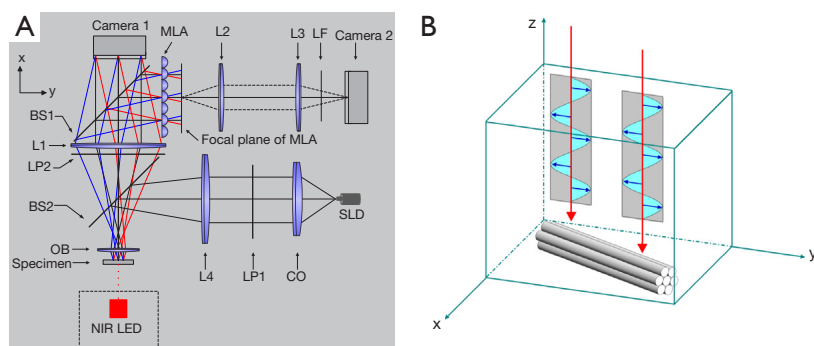 A
Camera 1
MLA
L2
L3
LF
Camera 2
x
y
BS1
Focal plane of MLA
L1
LP2
BS2
SLD
OB
Specimen
L4
LP1
CO
NIR LED
B
z
y
x